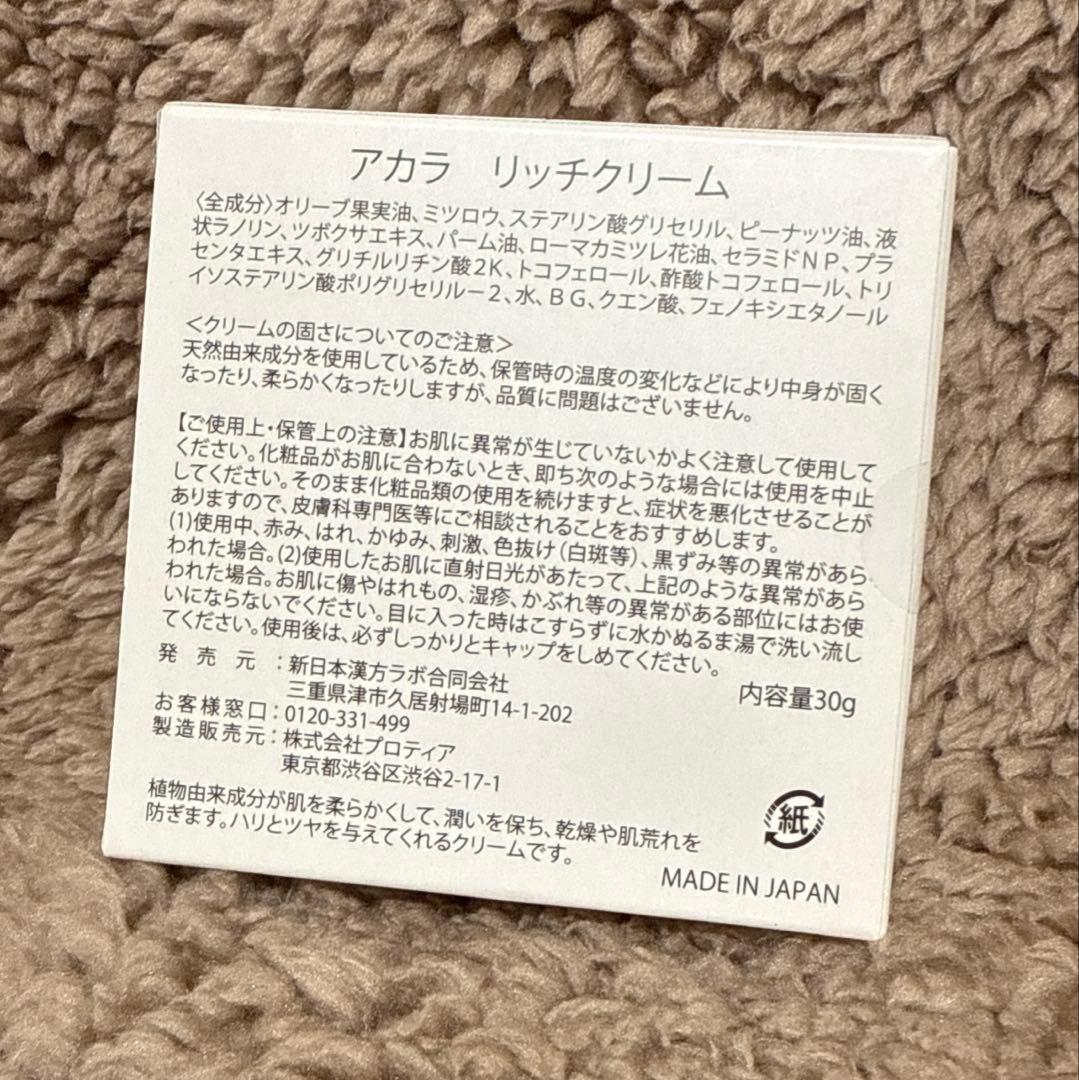 アカラ　リッチクリーム
〈全成分〉オリーブ果実油、ミツロウ、ステアリン酸グリセリル、ピーナッツ油、液
状ラノリン、ツボクサエキス、パーム油、ローマカミツレ花油、セラミドNP、プラ
センタエキス、グリチルリチン酸2K、トコフェロール、酢酸トコフェロール、トリ
イソステアリン酸ポリグリセリルー2、水、BG、クエン酸、フェノキシエタノール
＜クリームの固さについてのご注意＞
天然由来成分を使用しているため、保管時の温度の変化などにより中身が固く
なったり、柔らかくなったりしますが、品質に問題はございません。
【ご使用上・保管上の注意】お肌に異常が生じていないかよく注意して使用して
ください。化粧品がお肌に合わないとき、即ち次のような場合には使用を中止
してください。そのまま化粧品類の使用を続けますと、症状を悪化させることが
ありますので、皮膚科専門医等にご相談されることをおすすめします。
(1)使用中、赤み、はれ、かゆみ、刺激、色抜け(白斑等)、黒ずみ等の異常があら
われた場合。(2)使用したお肌に直射日光があたって、上記のような異常があら
われた場合。お肌に傷やはれもの、湿疹、かぶれ等の異常がある部位にはお使
いにならないでください。目に入った時はこすらずに水かぬるま湯で洗い流し
てください。使用後は、必ずしっかりとキャップをしめてください。
発売元：新日本漢方ラボ合同会社
三重県津市久居射場町14-1-202
内容量30g
お客様窓口：0120-331-499
製造販売元：株式会社プロティア
東京都渋谷区渋谷2-17-1
植物由来成分が肌を柔らかくして、潤いを保ち、乾燥や肌荒れを
防ぎます。ハリとツヤを与えてくれるクリームです。
紙
MADE IN JAPAN